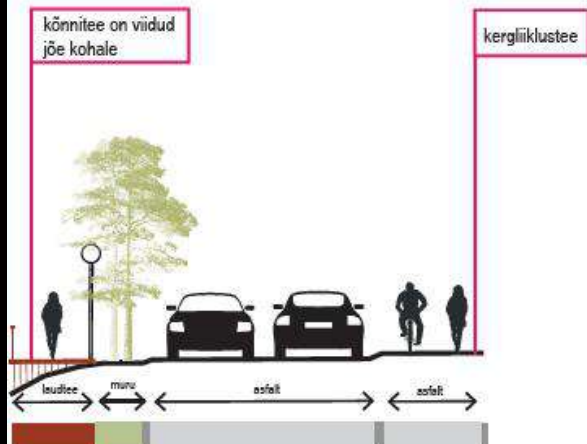 kõnnitee on viidud
jõe kohale
kergliiklustee
laudtee
muru
asfalt
asfalt